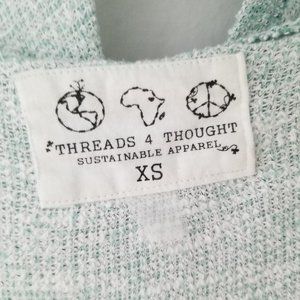 THREADS 4 THOUGHT
SUSTAINABLE APPAREL
XS